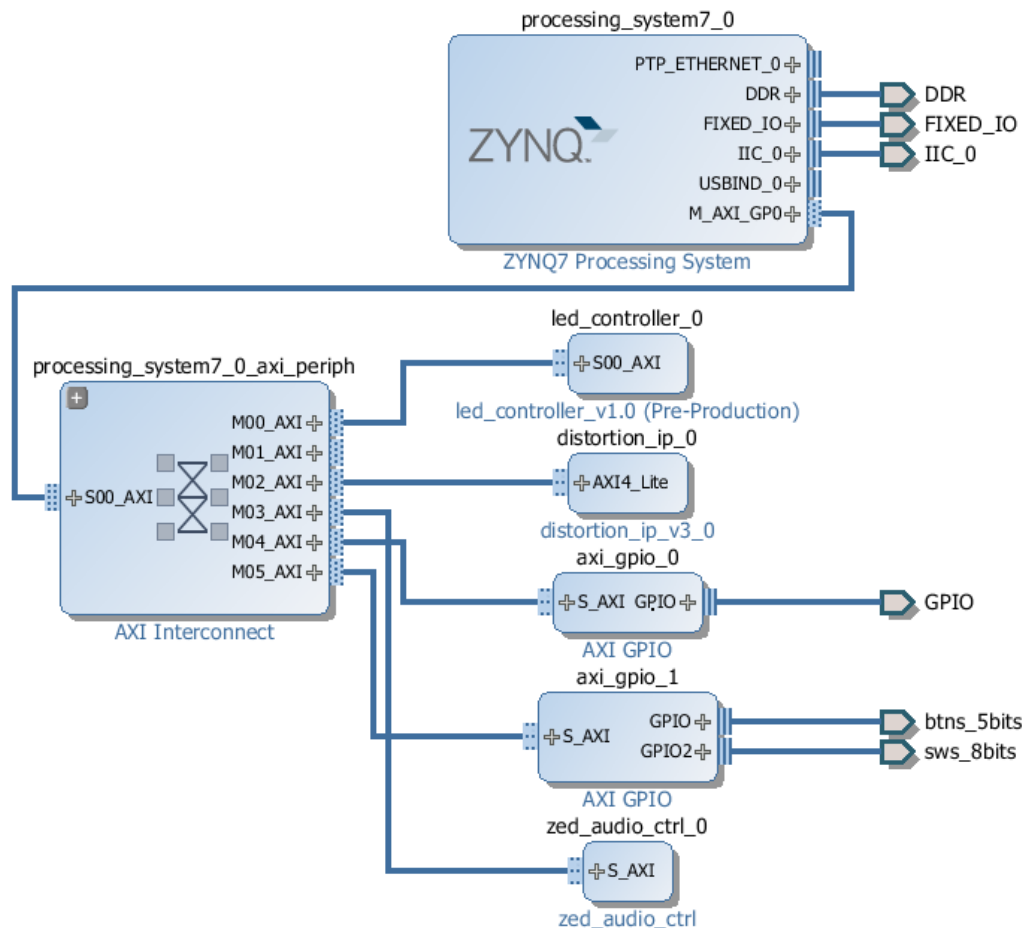 processing_system7_0
PTP_ETHERNET_0
DDR
DDR
FIXED_IO
FIXED_IO
ZYNQ
IIC_0
IIC_0
USBIND_0
M_AXI_GP0
ZYNQ7 Processing System
led_controller_0
S00_AXI
led_controller_v1.0 (Pre-Production)
processing_system7_0_axi_periph
M00_AXI
M01_AXI
M02_AXI
S00_AXI
M03_AXI
M04_AXI
M05_AXI
AXI Interconnect
distortion_ip_0
AXI4_Lite
distortion_ip_v3_0
axi_gpio_0
S_AXI GPIO
GPIO
AXI GPIO
axi_gpio_1
GPIO
btns_5bits
S_AXI
GPIO2
sws_8bits
AXI GPIO
zed_audio_ctrl_0
S_AXI
zed_audio_ctrl